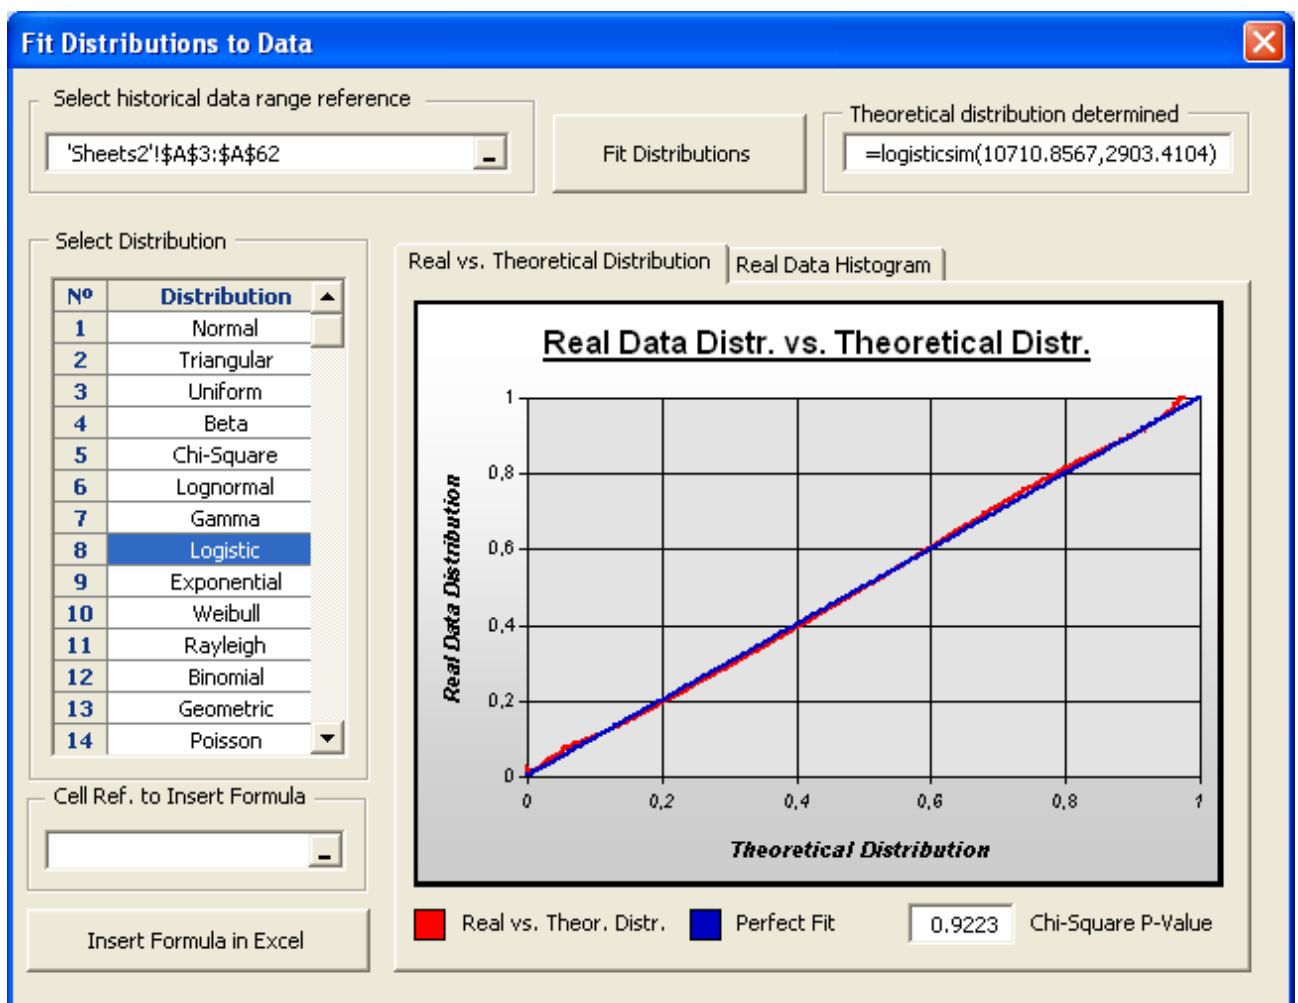 Fit Distributions to Data
Select historical data range reference
'Sheets2'!$A$3:$A$62
Fit Distributions
Theoretical distribution determined
=logisticsim(10710.8567,2903.4104)
Select Distribution
Nº Distribution
1 Normal
2 Triangular
3 Uniform
4 Beta
5 Chi-Square
6 Lognormal
7 Gamma
8 Logistic
9 Exponential
10 Weibull
11 Rayleigh
12 Binomial
13 Geometric
14 Poisson
Cell Ref. to Insert Formula
Insert Formula in Excel
Real vs. Theoretical Distribution
Real Data Histogram
Real Data Distr. vs. Theoretical Distr.
Real Data Distribution
1
0,8
0,6
0,4
0,2
0
0 0,2 0,4 0,6 0,8 1
Theoretical Distribution
Real vs. Theor. Distr.
Perfect Fit
0.9223 Chi-Square P-Value